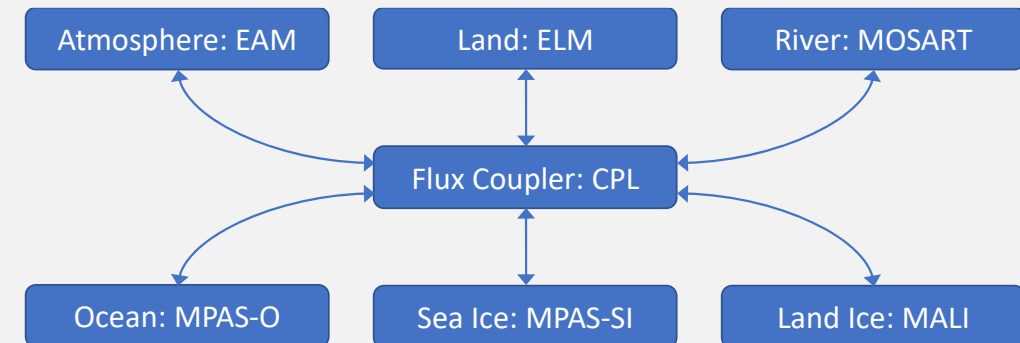 Atmosphere: EAM
Land: ELM
River: MOSART
Flux Coupler: CPL
Ocean: MPAS-O
Sea Ice: MPAS-SI
Land Ice: MALI